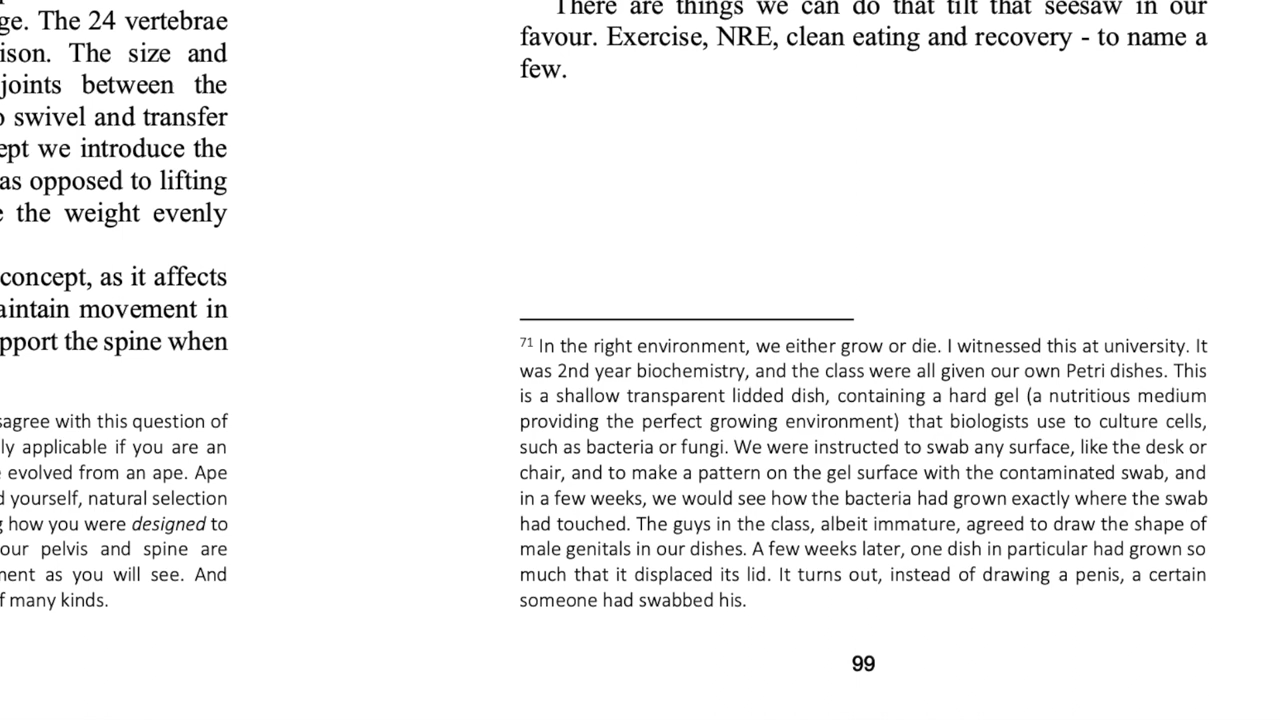 ge. The 24 vertebrae
ison. The size and
joints between the
o swivel and transfer
ept we introduce the
as opposed to lifting
e the weight evenly
concept, as it affects
aintain movement in
pport the spine when
sagree with this question of
ly applicable if you are an
e evolved from an ape. Ape
d yourself, natural selection
g how you were designed to
our pelvis and spine are
ment as you will see. And
f many kinds.
There are things we can do that tilt that seesaw in our
favour. Exercise, NRE, clean eating and recovery - to name a
few.
71 In the right environment, we either grow or die. I witnessed this at university. It
was 2nd year biochemistry, and the class were all given our own Petri dishes. This
is a shallow transparent lidded dish, containing a hard gel (a nutritious medium
providing the perfect growing environment) that biologists use to culture cells,
such as bacteria or fungi. We were instructed to swab any surface, like the desk or
chair, and to make a pattern on the gel surface with the contaminated swab, and
in a few weeks, we would see how the bacteria had grown exactly where the swab
had touched. The guys in the class, albeit immature, agreed to draw the shape of
male genitals in our dishes. A few weeks later, one dish in particular had grown so
much that it displaced its lid. It turns out, instead of drawing a penis, a certain
someone had swabbed his.
99